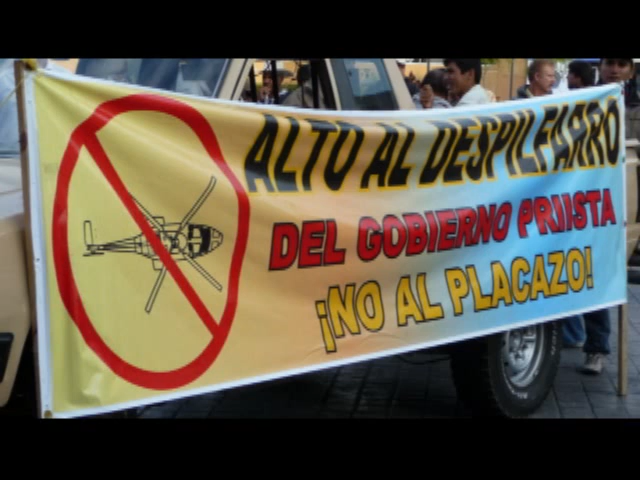 ALTO AL DESPILFARRO
DEL GOBIERNO PRIISTA
¡NO AL PLACAZO!